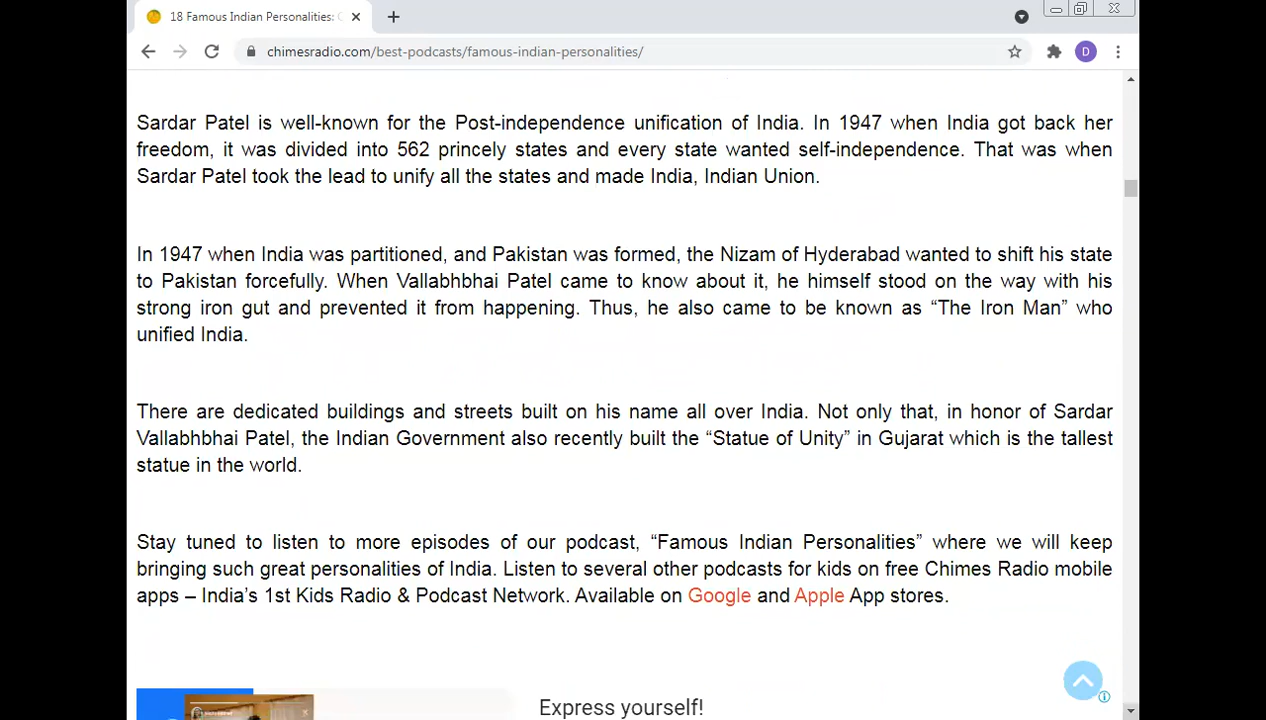 18 Famous Indian Personalities:
chimesradio.com/best-podcasts/famous-indian-personalities/
D
Sardar Patel is well-known for the Post-independence unification of India. In 1947 when India got back her
freedom, it was divided into 562 princely states and every state wanted self-independence. That was when
Sardar Patel took the lead to unify all the states and made India, Indian Union.
In 1947 when India was partitioned, and Pakistan was formed, the Nizam of Hyderabad wanted to shift his state
to Pakistan forcefully. When Vallabhbhai Patel came to know about it, he himself stood on the way with his
strong iron gut and prevented it from happening. Thus, he also came to be known as “The Iron Man” who
unified India.
There are dedicated buildings and streets built on his name all over India. Not only that, in honor of Sardar
Vallabhbhai Patel, the Indian Government also recently built the “Statue of Unity” in Gujarat which is the tallest
statue in the world.
Stay tuned to listen to more episodes of our podcast, “Famous Indian Personalities” where we will keep
bringing such great personalities of India. Listen to several other podcasts for kids on free Chimes Radio mobile
apps – India’s 1st Kids Radio & Podcast Network. Available on Google and Apple App stores.
Express yourself!